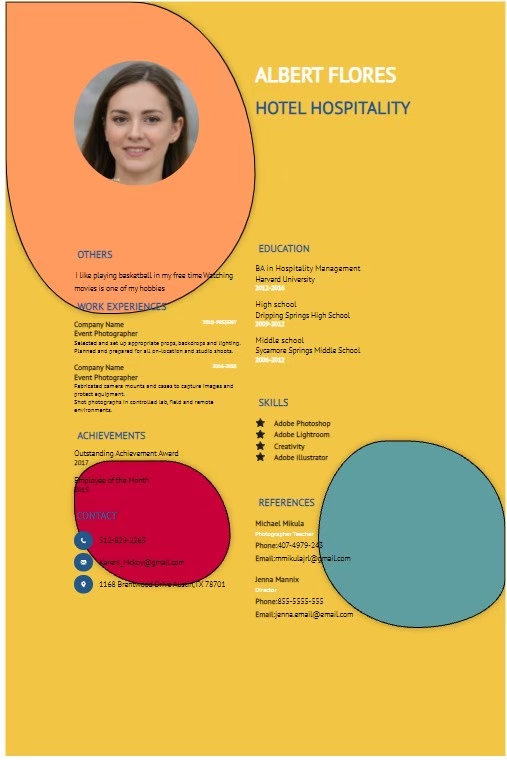 ALBERT FLORES
HOTEL HOSPITALITY
OTHERS
I like playing basketball in my free time Watching
movies is one of my hobbies
WORK EXPERIENCES
Company Name
Event Photographer
Selected and set up appropriate props, backdrops and lighting.
Planned and prepared for all on-location and studio shoots.
Company Name
Event Photographer
Fabricated camera mounts and cases to capture images and
protect equipment.
Shot photographs in controlled lab, field and remote
environments.
ACHIEVEMENTS
Outstanding Achievement Award
2017
Employee of the Month
2015
CONTACT
312-829-2263
Karens_Mckoy@gmail.com
1168 Brentwood Drive Austin,TX 78701
EDUCATION
BA in Hospitality Management
Harvard University
2012-2016
High school
Dripping Springs High School
2009-2012
Middle school
Sycamore Springs Middle School
2006-2012
SKILLS
Adobe Photoshop
Adobe Lightroom
Creativity
Adobe illustrator
REFERENCES
Michael Mikula
Photographer Teacher
Phone:407-4979-243
Email:mmikulajrl@gmail.com
Jenna Mannix
Director
Phone:855-5555-555
Email:jenna.email@email.com